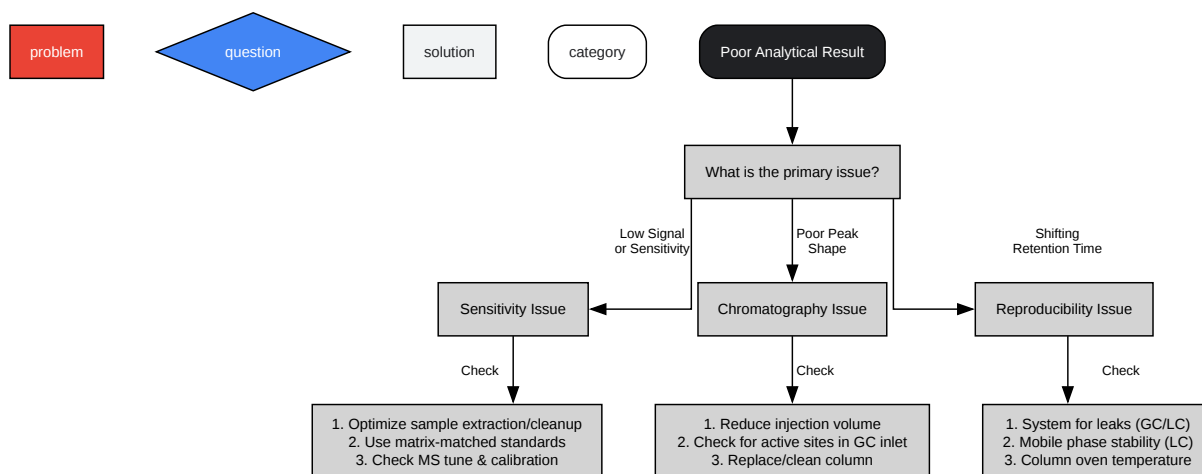 problem
question
solution
category
Poor Analytical Result
What is the primary issue?
Low Signal
or Sensitivity
Poor Peak
Shape
Shifting
Retention Time
Sensitivity Issue
Chromatography Issue
Reproducibility Issue
Check
Check
Check
1. Optimize sample extraction/cleanup
2. Use matrix-matched standards
3. Check MS tune & calibration
1. Reduce injection volume
2. Check for active sites in GC inlet
3. Replace/clean column
1. System for leaks (GC/LC)
2. Mobile phase stability (LC)
3. Column oven temperature